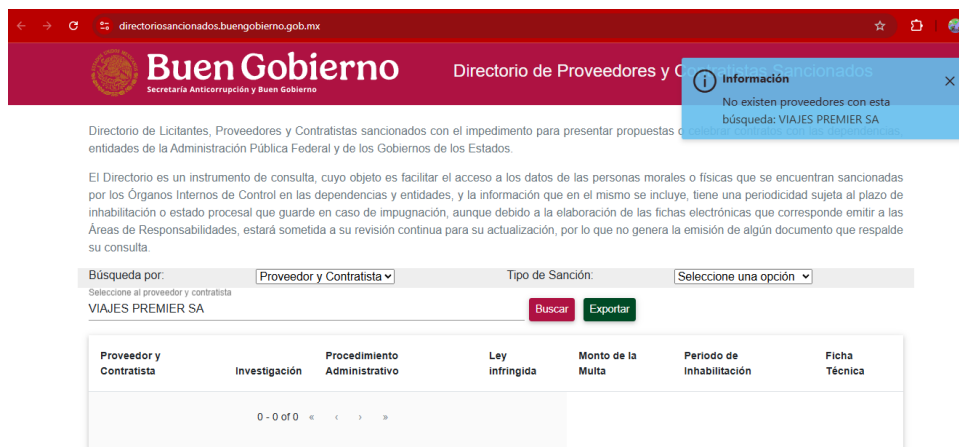 directoriosancionados.buengobierno.gob.mx
Buen Gobierno
Secretaría Anticorrupción y Buen Gobierno
Directorio de Proveedores y Contratistas Sancionados
Información
No existen proveedores con esta
búsqueda: VIAJES PREMIER SA
Directorio de Licitantes, Proveedores y Contratistas sancionados con el impedimento para presentar propuestas o celebrar contratos con las dependencias,
entidades de la Administración Pública Federal y de los Gobiernos de los Estados.
El Directorio es un instrumento de consulta, cuyo objeto es facilitar el acceso a los datos de las personas morales o físicas que se encuentran sancionadas
por los Órganos Internos de Control en las dependencias y entidades, y la información que en el mismo se incluye, tiene una periodicidad sujeta al plazo de
inhabilitación o estado procesal que guarde en caso de impugnación, aunque debido a la elaboración de las fichas electrónicas que corresponde emitir a las
Áreas de Responsabilidades, estará sometida a su revisión continua para su actualización, por lo que no genera la emisión de algún documento que respalde
su consulta.
Búsqueda por: Proveedor y Contratista Tipo de Sanción: Seleccione una opción
Seleccione al proveedor y contratista
VIAJES PREMIER SA Buscar Exportar
Proveedor y Contratista Investigación Procedimiento Administrativo Ley infringida Monto de la Multa Periodo de Inhabilitación Ficha Técnica
0 - 0 of 0 « ‹ › »